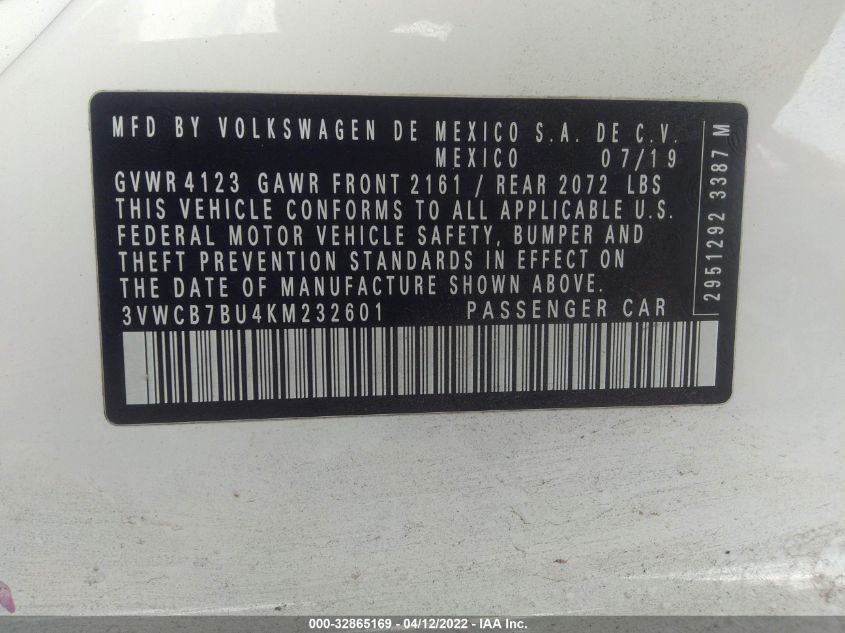 MFD BY VOLKSWAGEN DE MEXICO S.A. DE C.V.
MEXICO 07/19
GVWR 4123 GAWR FRONT 2161 / REAR 2072 LBS
THIS VEHICLE CONFORMS TO ALL APPLICABLE U.S.
FEDERAL MOTOR VEHICLE SAFETY, BUMPER AND
THEFT PREVENTION STANDARDS IN EFFECT ON
THE DATE OF MANUFACTURE SHOWN ABOVE.
3VWCB7BU4KM232601 PASSENGER CAR
2951292 3387 M
000-32865169 - 04/12/2022 - IAA Inc.